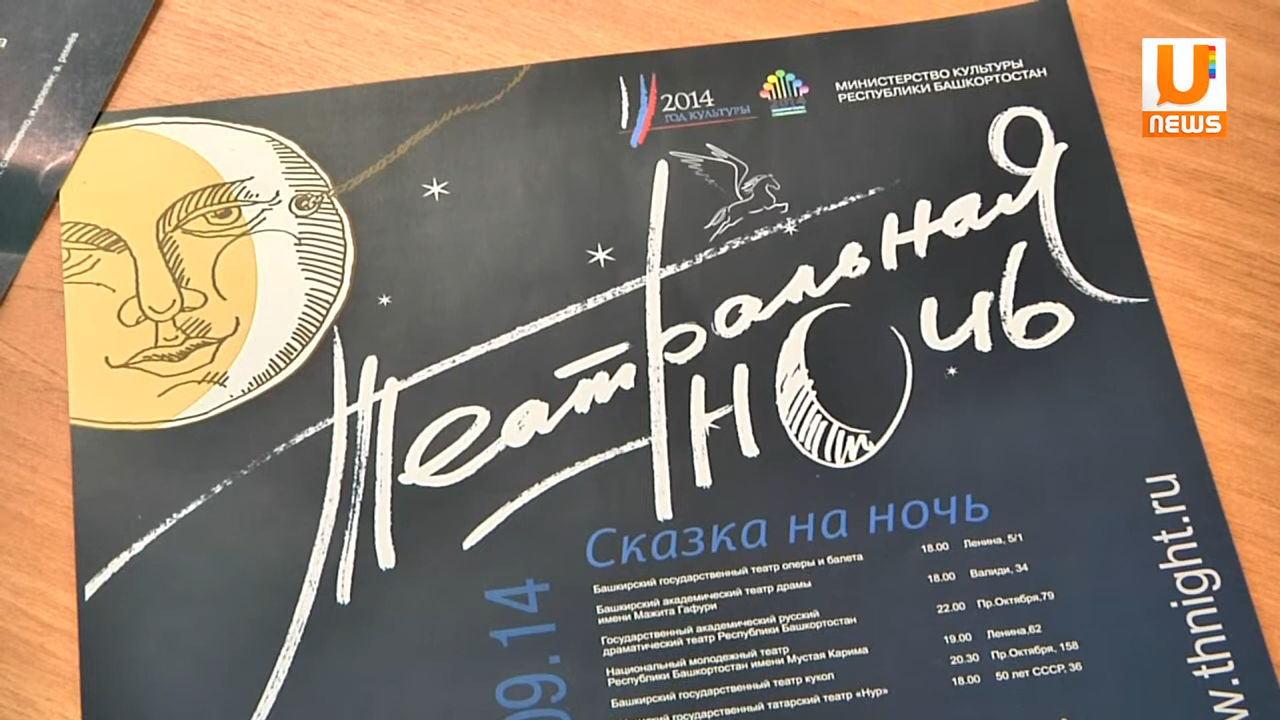 2014
ГОД КУЛЬТУРЫ
2014
МИНИСТЕРСТВО КУЛЬТУРЫ
РЕСПУБЛИКИ БАШКОРТОСТАН
U
NEWS
Театральная
ночь
Сказка на ночь
Башкирский государственный театр оперы и балета 18.00 Ленина, 5/1
Башкирский академический театр драмы
имени Мажита Гафури 18.00 Валиди, 34
Государственный академический русский
драматический театр Республики Башкортостан 22.00 Пр.Октября,79
Национальный молодежный театр
Республики Башкортостан имени Мустая Карима 19.00 Ленина,62
Башкирский государственный театр кукол 20.30 Пр.Октября, 158
государственный татарский театр «Нур» 18.00 50 лет СССР, 36
09.14
w.thnight.ru